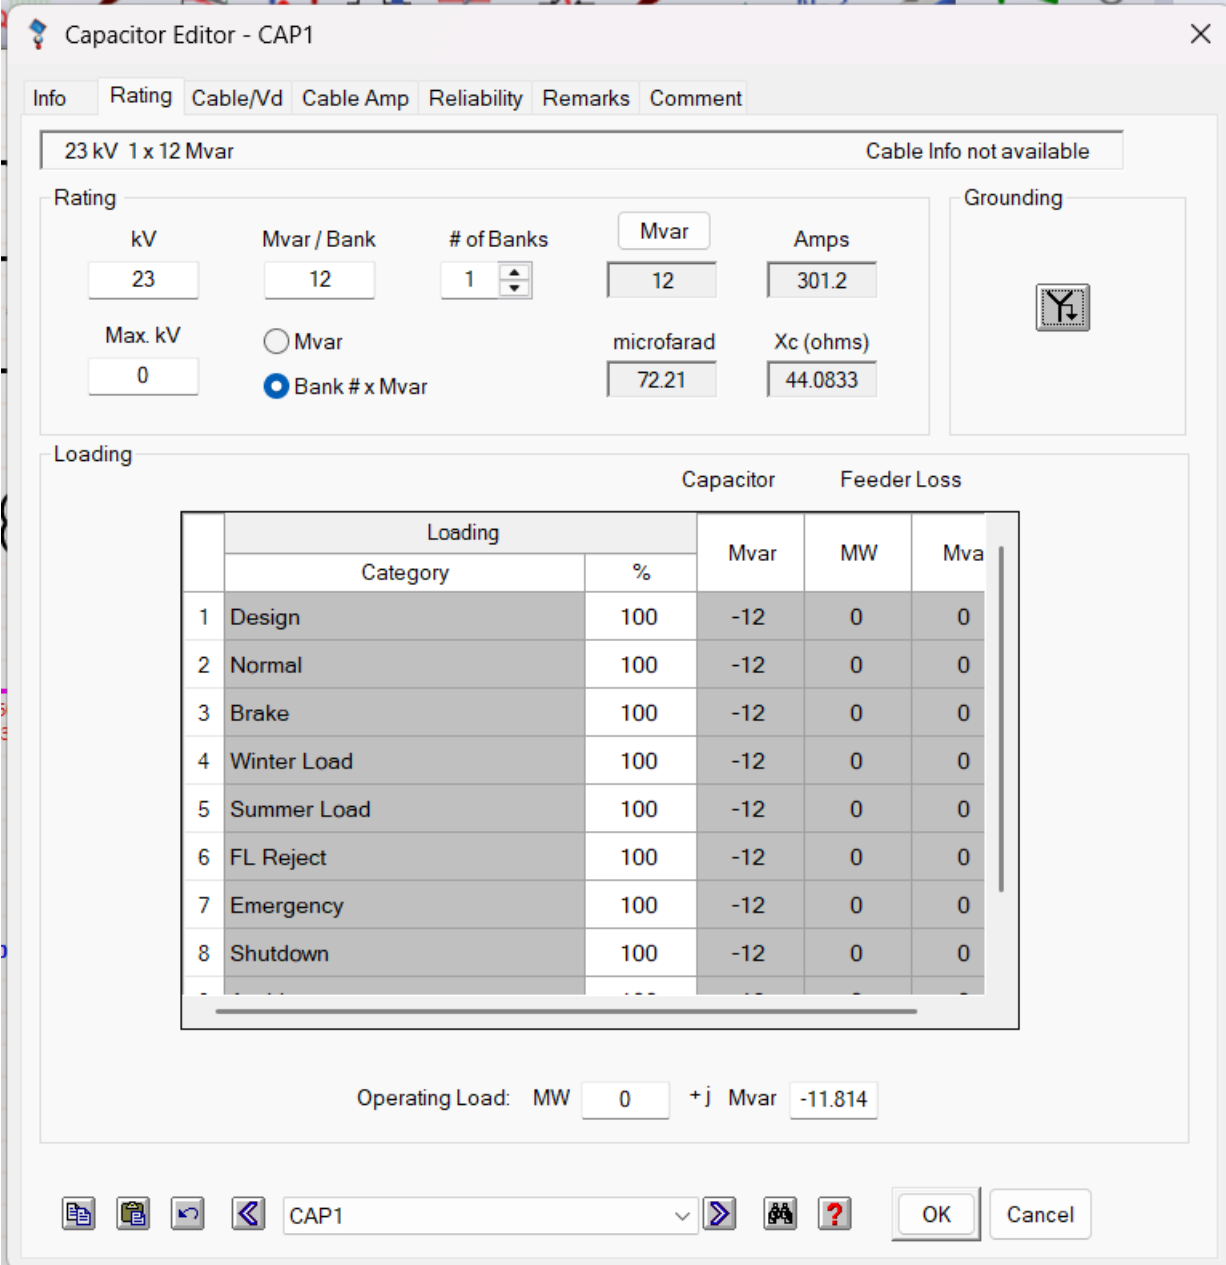 Capacitor Editor - CAP1
Info Rating Cable/Vd Cable Amp Reliability Remarks Comment
23 kV 1 x 12 Mvar Cable Info not available
Rating Grounding
kV Mvar / Bank # of Banks Mvar Amps
23 12 1 12 301.2
Max. kV Mvar microfarad Xc (ohms)
0 Bank # x Mvar 72.21 44.0833
Loading
Capacitor Feeder Loss
Loading Mvar MW Mva
Category %
1 Design 100 -12 0 0
2 Normal 100 -12 0 0
3 Brake 100 -12 0 0
4 Winter Load 100 -12 0 0
5 Summer Load 100 -12 0 0
6 FL Reject 100 -12 0 0
7 Emergency 100 -12 0 0
8 Shutdown 100 -12 0 0
Operating Load: MW 0 + j Mvar -11.814
CAP1 ? OK Cancel